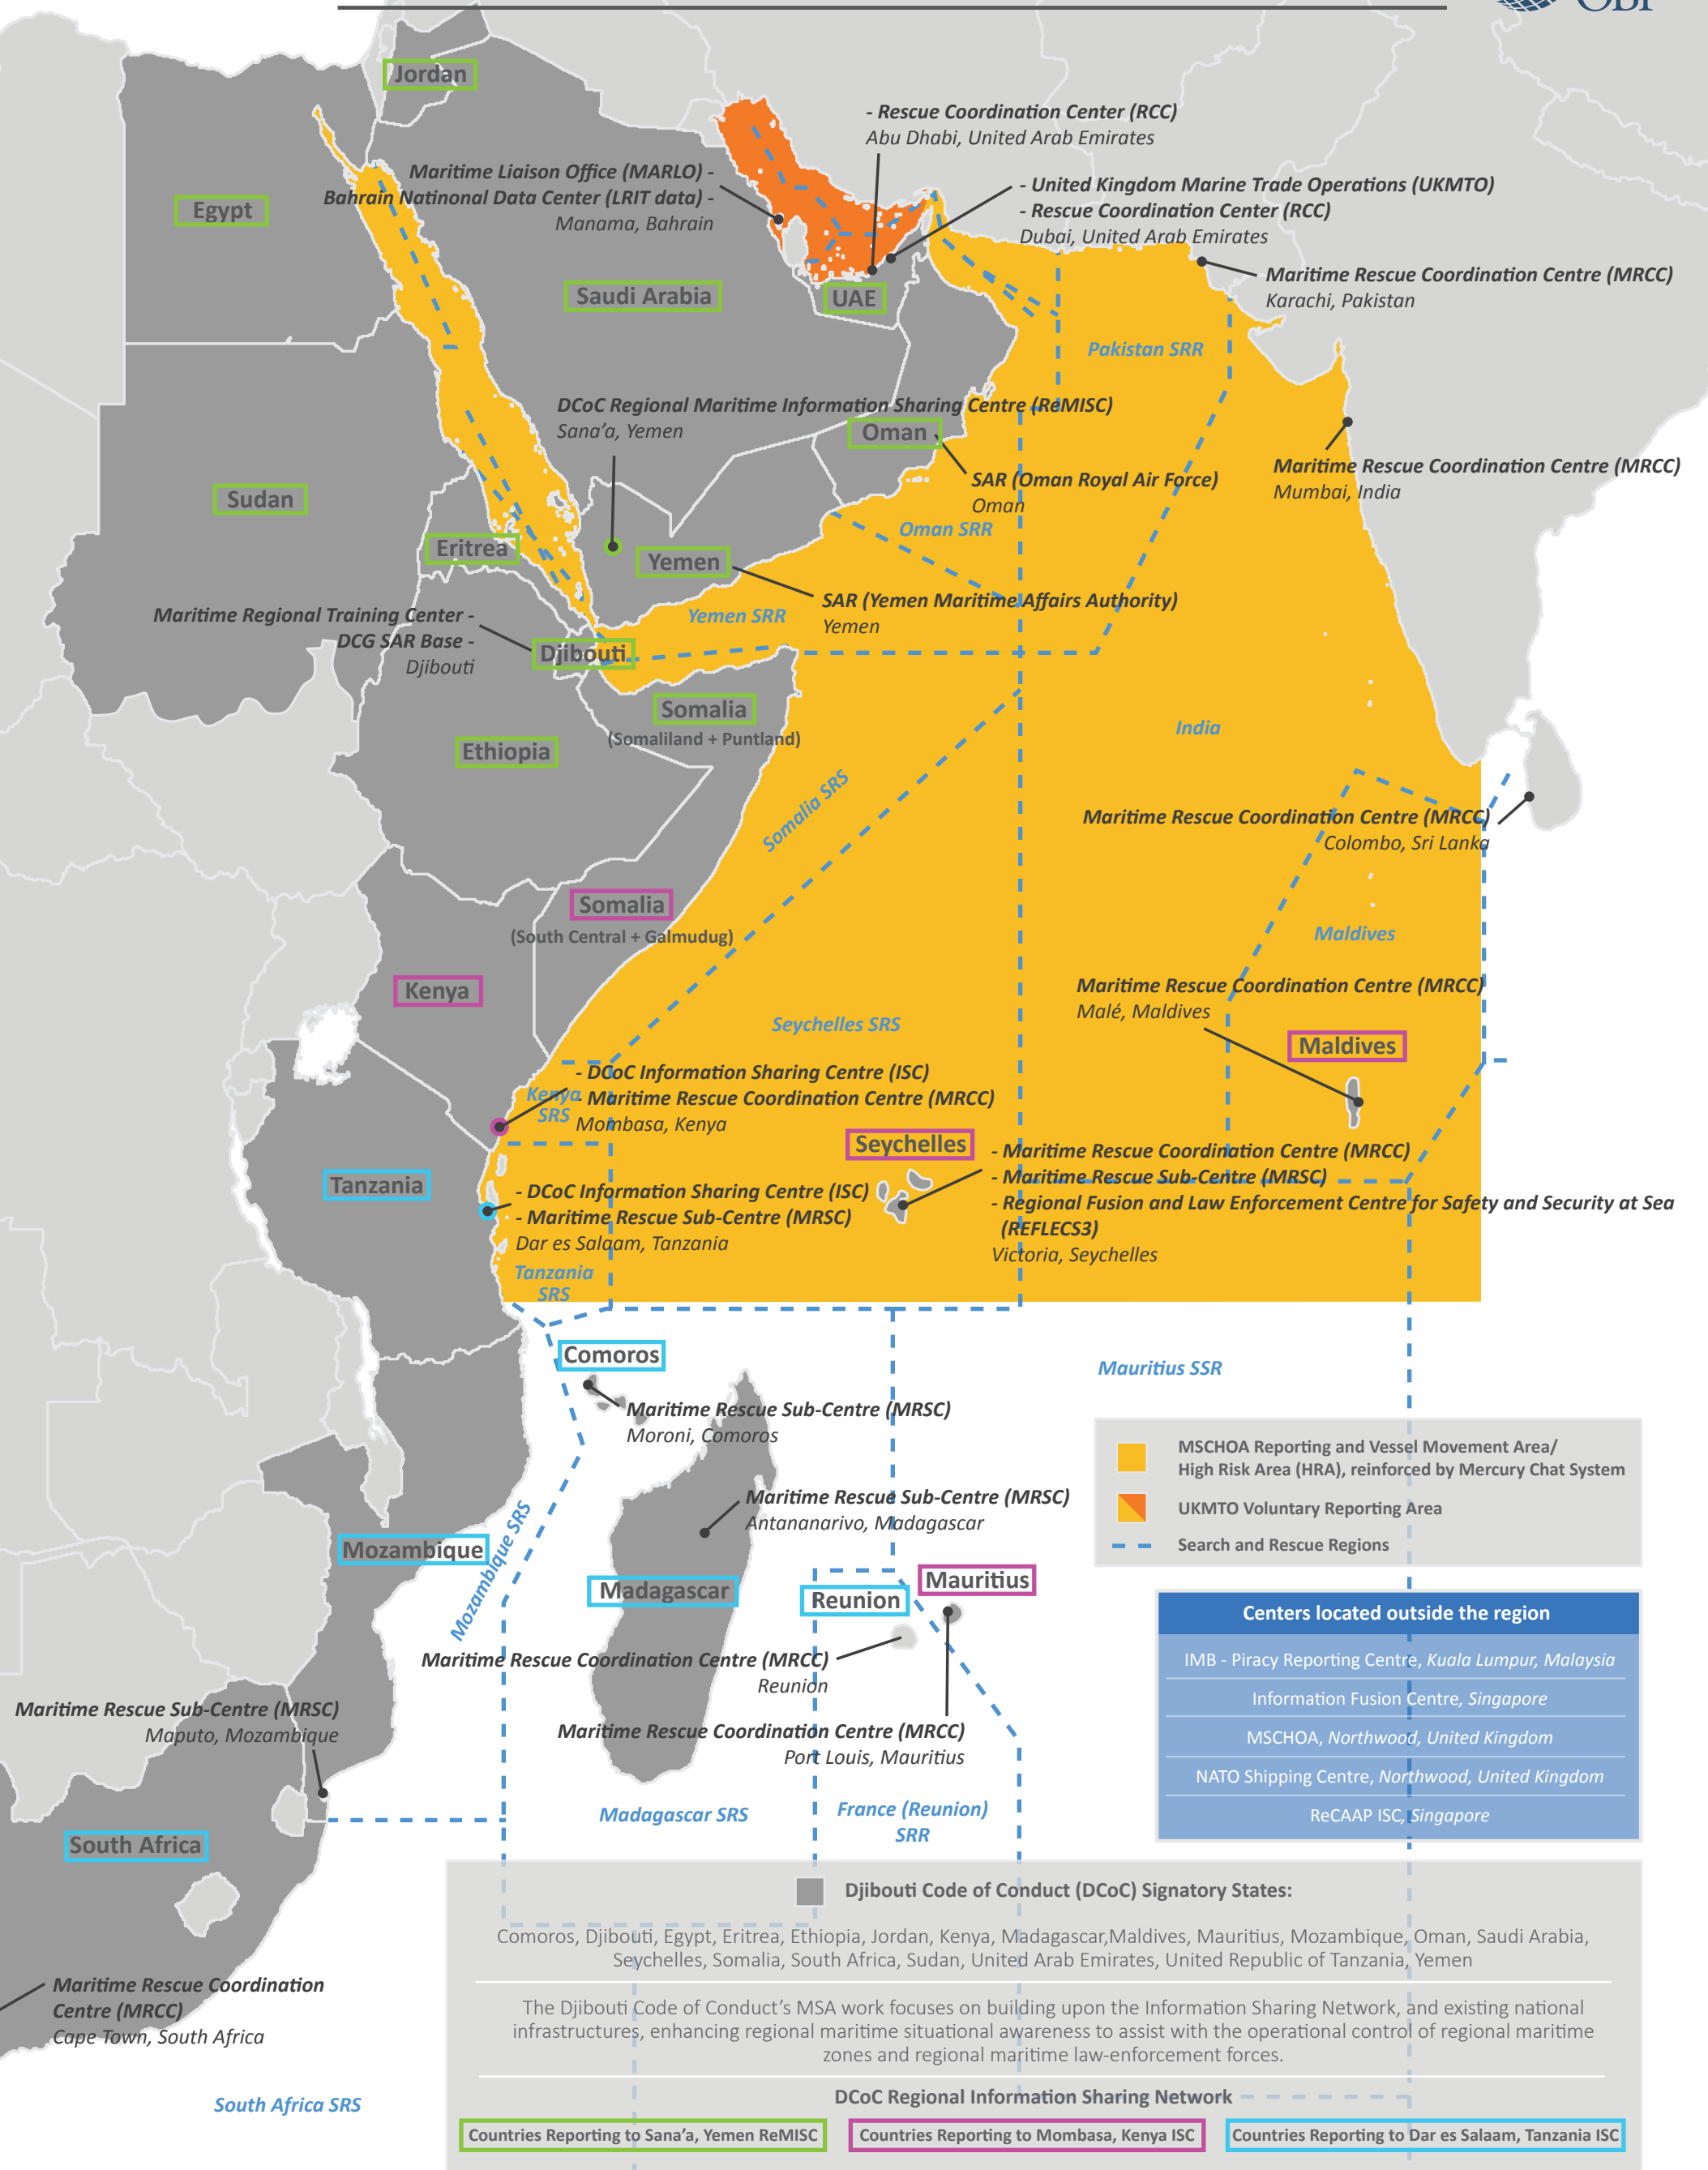 OBP
Jordan
- Rescue Coordination Center (RCC)
Abu Dhabi, United Arab Emirates
Maritime Liaison Office (MARLO) -
Bahrain Natinonal Data Center (LRIT data) -
Manama, Bahrain
- United Kingdom Marine Trade Operations (UKMTO)
- Rescue Coordination Center (RCC)
Dubai, United Arab Emirates
Egypt
Maritime Rescue Coordination Centre (MRCC)
Karachi, Pakistan
Saudi Arabia
UAE
Pakistan SRR
DCoC Regional Maritime Information Sharing Centre (ReMISC)
Sana'a, Yemen
Oman
Maritime Rescue Coordination Centre (MRCC)
Mumbai, India
SAR (Oman Royal Air Force)
Oman
Sudan
Oman SRR
Eritrea
Yemen
SAR (Yemen Maritime Affairs Authority)
Yemen
Yemen SRR
Maritime Regional Training Center -
DCG SAR Base -
Djibouti
Djibouti
Somalia
(Somaliland + Puntland)
India
Ethiopia
Somalia SRS
Maritime Rescue Coordination Centre (MRCC)
Colombo, Sri Lanka
Somalia
(South Central + Galmudug)
Maldives
Kenya
Maritime Rescue Coordination Centre (MRCC)
Malé, Maldives
Seychelles SRS
Maldives
- DCoC Information Sharing Centre (ISC)
- Maritime Rescue Coordination Centre (MRCC)
Mombasa, Kenya
Kenya
SRS
Seychelles
- Maritime Rescue Coordination Centre (MRCC)
- Maritime Rescue Sub-Centre (MRSC)
- Regional Fusion and Law Enforcement Centre for Safety and Security at Sea
(REFLECS3)
Victoria, Seychelles
Tanzania
- DCoC Information Sharing Centre (ISC)
- Maritime Rescue Sub-Centre (MRSC)
Dar es Salaam, Tanzania
Tanzania
SRS
Comoros
Mauritius SSR
Maritime Rescue Sub-Centre (MRSC)
Moroni, Comoros
MSCHOA Reporting and Vessel Movement Area/
High Risk Area (HRA), reinforced by Mercury Chat System
UKMTO Voluntary Reporting Area
Search and Rescue Regions
Maritime Rescue Sub-Centre (MRSC)
Antananarivo, Madagascar
Mozambique
Mozambique SRS
Madagascar
Reunion
Mauritius
Maritime Rescue Coordination Centre (MRCC)
Reunion
Maritime Rescue Coordination Centre (MRCC)
Port Louis, Mauritius
Centers located outside the region
IMB - Piracy Reporting Centre, Kuala Lumpur, Malaysia
Information Fusion Centre, Singapore
MSCHOA, Northwood, United Kingdom
NATO Shipping Centre, Northwood, United Kingdom
ReCAAP ISC, Singapore
Maritime Rescue Sub-Centre (MRSC)
Maputo, Mozambique
Madagascar SRS
France (Reunion)
SRR
South Africa
Djibouti Code of Conduct (DCoC) Signatory States:
Comoros, Djibouti, Egypt, Eritrea, Ethiopia, Jordan, Kenya, Madagascar,Maldives, Mauritius, Mozambique, Oman, Saudi Arabia,
Seychelles, Somalia, South Africa, Sudan, United Arab Emirates, United Republic of Tanzania, Yemen
The Djibouti Code of Conduct's MSA work focuses on building upon the Information Sharing Network, and existing national
infrastructures, enhancing regional maritime situational awareness to assist with the operational control of regional maritime
zones and regional maritime law-enforcement forces.
Maritime Rescue Coordination
Centre (MRCC)
Cape Town, South Africa
South Africa SRS
DCoC Regional Information Sharing Network
Countries Reporting to Sana'a, Yemen ReMISC
Countries Reporting to Mombasa, Kenya ISC
Countries Reporting to Dar es Salaam, Tanzania ISC